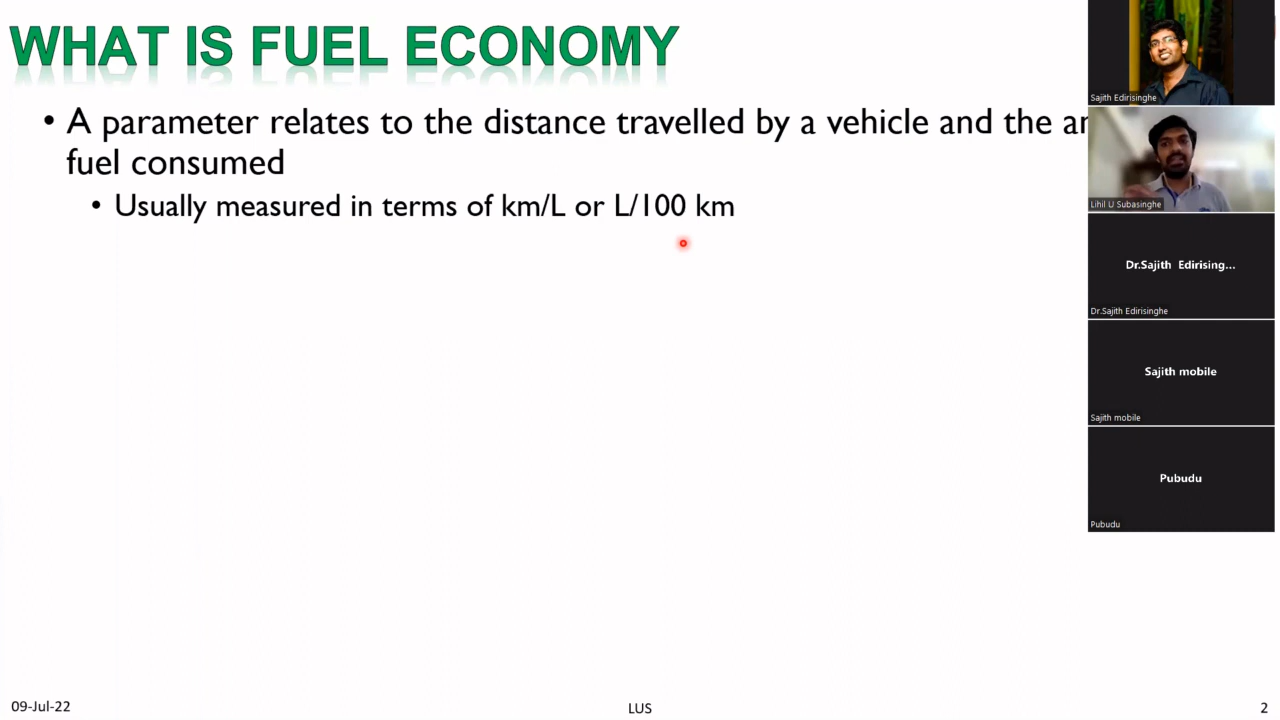 WHAT IS FUEL ECONOMY
• A parameter relates to the distance travelled by a vehicle and the
fuel consumed
• Usually measured in terms of km/L or L/100 km
Sajith Edirisinghe
Lihil U Subasinghe
Dr.Sajith Edirising...
Dr.Sajith Edirisinghe
Sajith mobile
Sajith mobile
Pubudu
Pubudu
09-Jul-22
LUS
2